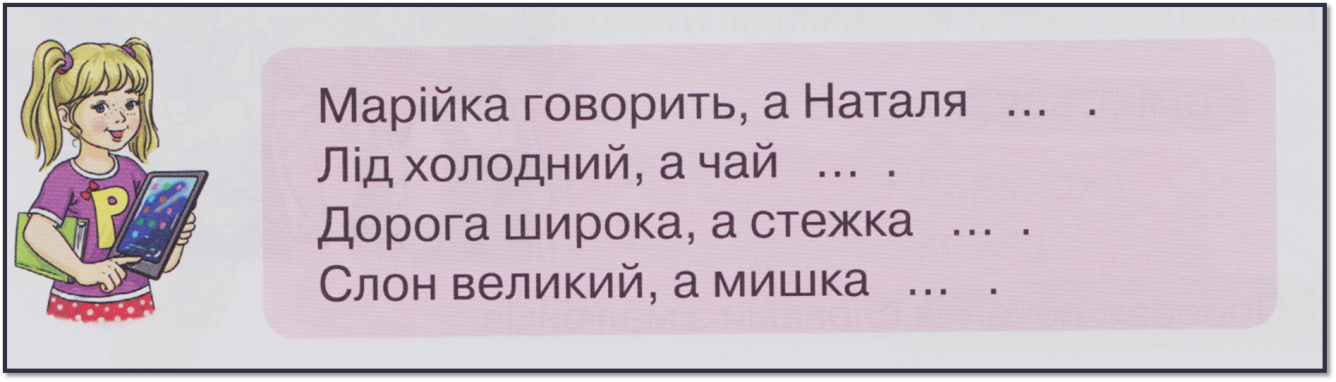 Марійка говорить, а Наталя ... .
Лід холодний, а чай ... .
Дорога широка, а стежка ... .
Слон великий, а мишка ... .
Р